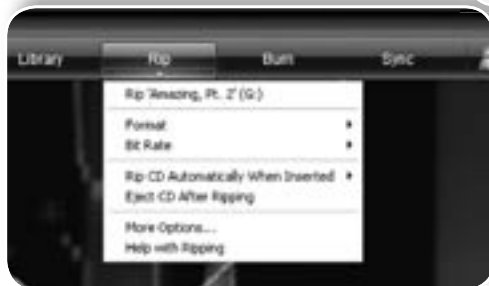 Library Rip Burn Sync
Rip 'Amazing, Pt. 2' (G:)
Format
Bit Rate
Rip CD Automatically When Inserted
Eject CD After Ripping
More Options...
Help with Ripping